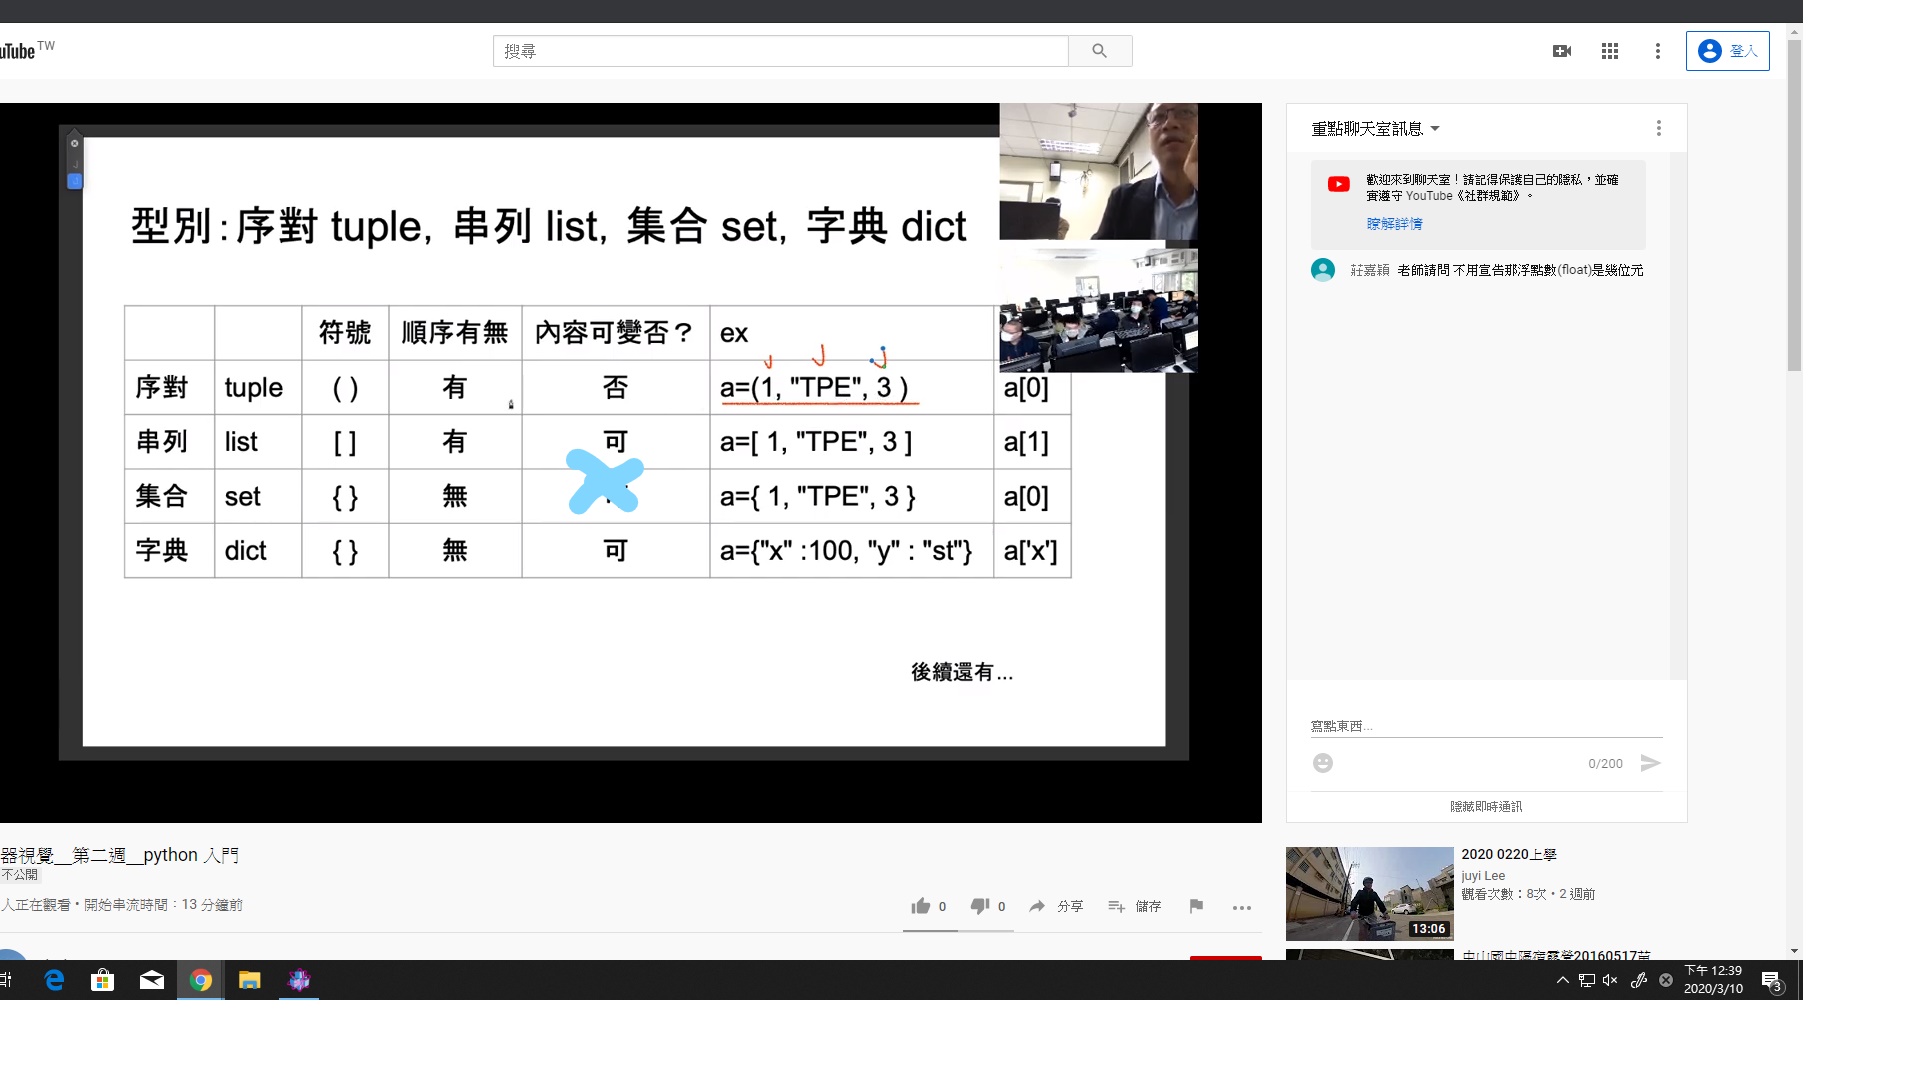 uTube TW
搜尋
登入
型別：序對 tuple, 串列 list, 集合 set, 字典 dict
符號 順序有無 內容可變否？ ex
序對 tuple ( ) 有 否 a=(1, "TPE", 3 ) a[0]
串列 list [ ] 有 可 a=[ 1, "TPE", 3 ] a[1]
集合 set { } 無 a={ 1, "TPE", 3 } a[0]
字典 dict { } 無 可 a={"x" :100, "y" : "st"} a['x']
後續還有...
重點聊天室訊息
歡迎來到聊天室！請記得保護自己的隱私，並確
實遵守 YouTube《社群規範》。
瞭解詳情
莊嘉穎 老師請問 不用宣告那浮點數(float)是幾位元
寫點東西...
0/200
隱藏即時通訊
器視覺__第二週__python 入門
不公開
人正在觀看・開始串流時間：13 分鐘前
0 0 分享 儲存
2020 0220上學
juyi Lee
觀看次數：8次・2 週前
13:06
下午 12:39
2020/3/10
3